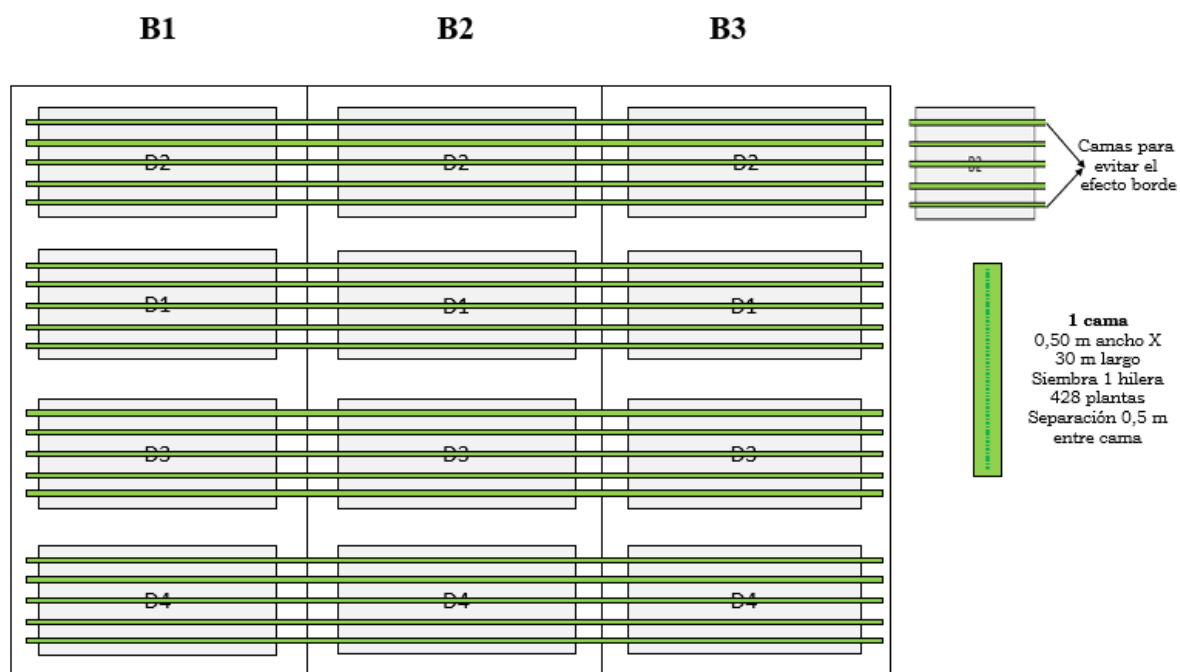 B1 B2 B3
D2 D2 D2 D2
Camas para
evitar el
efecto borde
D1 D1 D1
1 cama
0,50 m ancho X
30 m largo
Siembra 1 hilera
428 plantas
Separación 0,5 m
entre cama
D3 D3 D3
D4 D4 D4